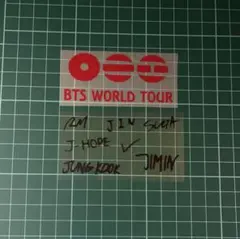 BTS WORLD TOUR
RM JIN SUGA
J-HOPE V
JUNGKOOK JIMIN